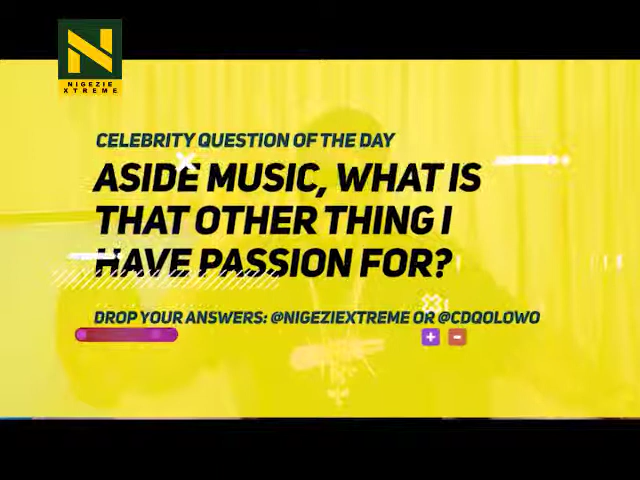 N
NIGEZIE
XTREME
CELEBRITY QUESTION OF THE DAY
ASIDE MUSIC, WHAT IS
THAT OTHER THING I
HAVE PASSION FOR?
DROP YOUR ANSWERS: @NIGEZIEXTREME OR @CDQOLOWO